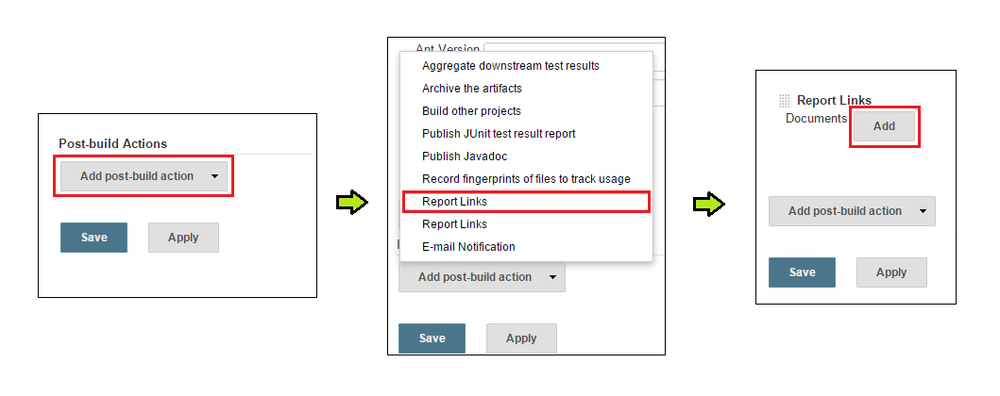 Post-build Actions
Add post-build action
Save Apply
Ant Version
Aggregate downstream test results
Archive the artifacts
Build other projects
Publish JUnit test result report
Publish Javadoc
Record fingerprints of files to track usage
Report Links
Report Links
E-mail Notification
Add post-build action
Save Apply
Report Links
Documents Add
Add post-build action
Save Apply